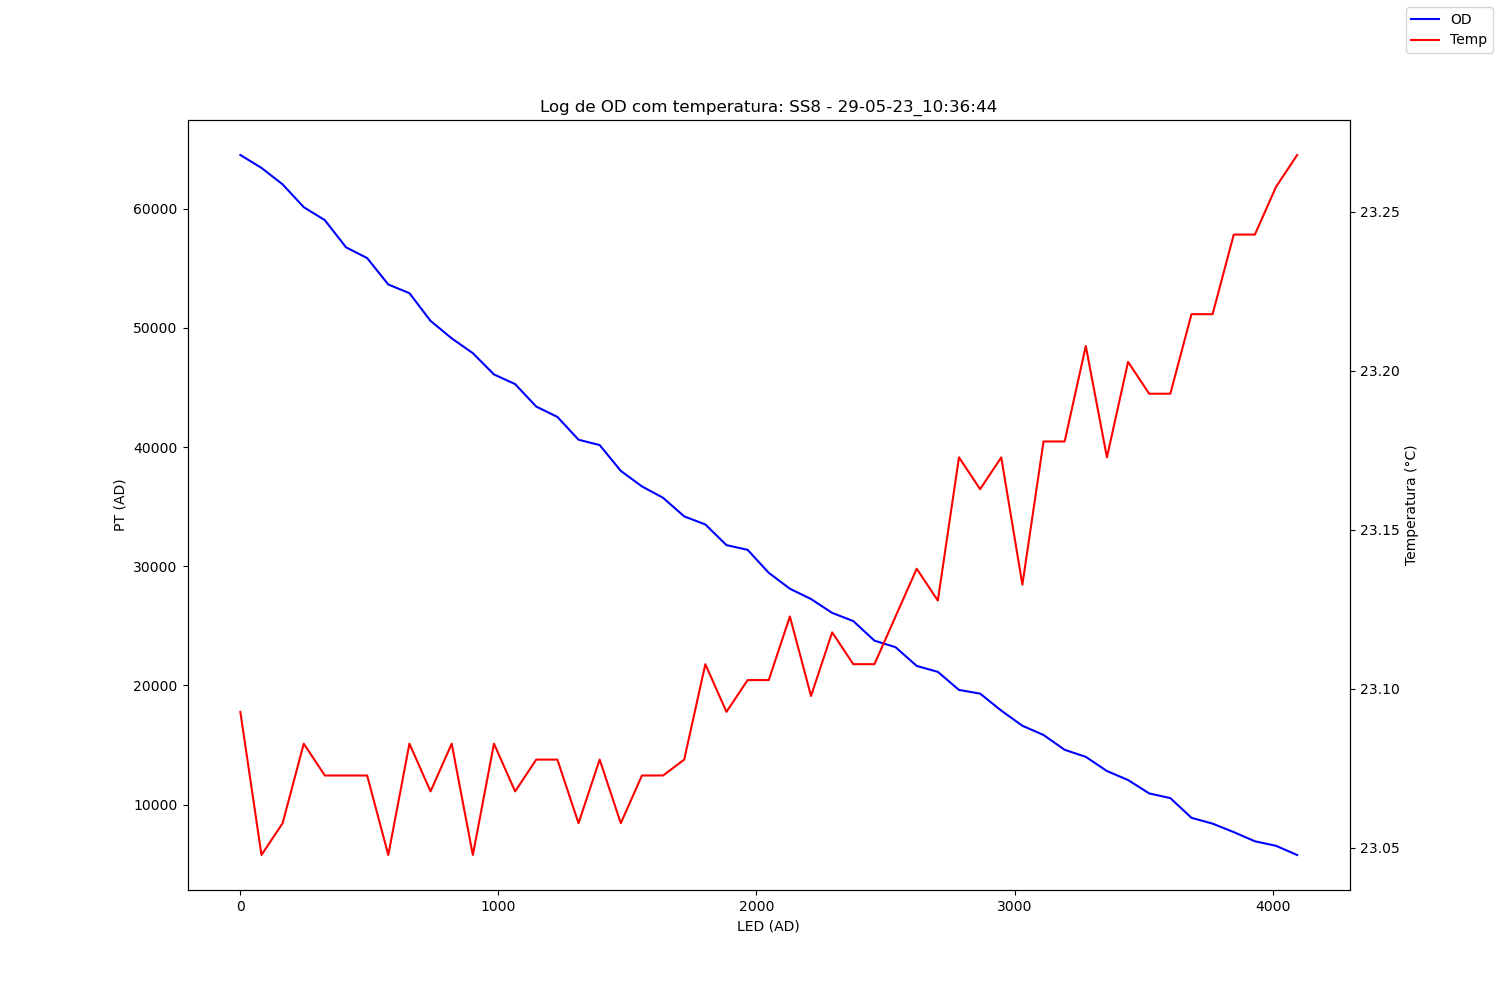 OD
Temp
Log de OD com temperatura: SS8 - 29-05-23_10:36:44
60000
50000
40000
30000
20000
10000
PT (AD)
23.25
23.20
23.15
23.10
23.05
Temperatura (°C)
0
1000
2000
3000
4000
LED (AD)